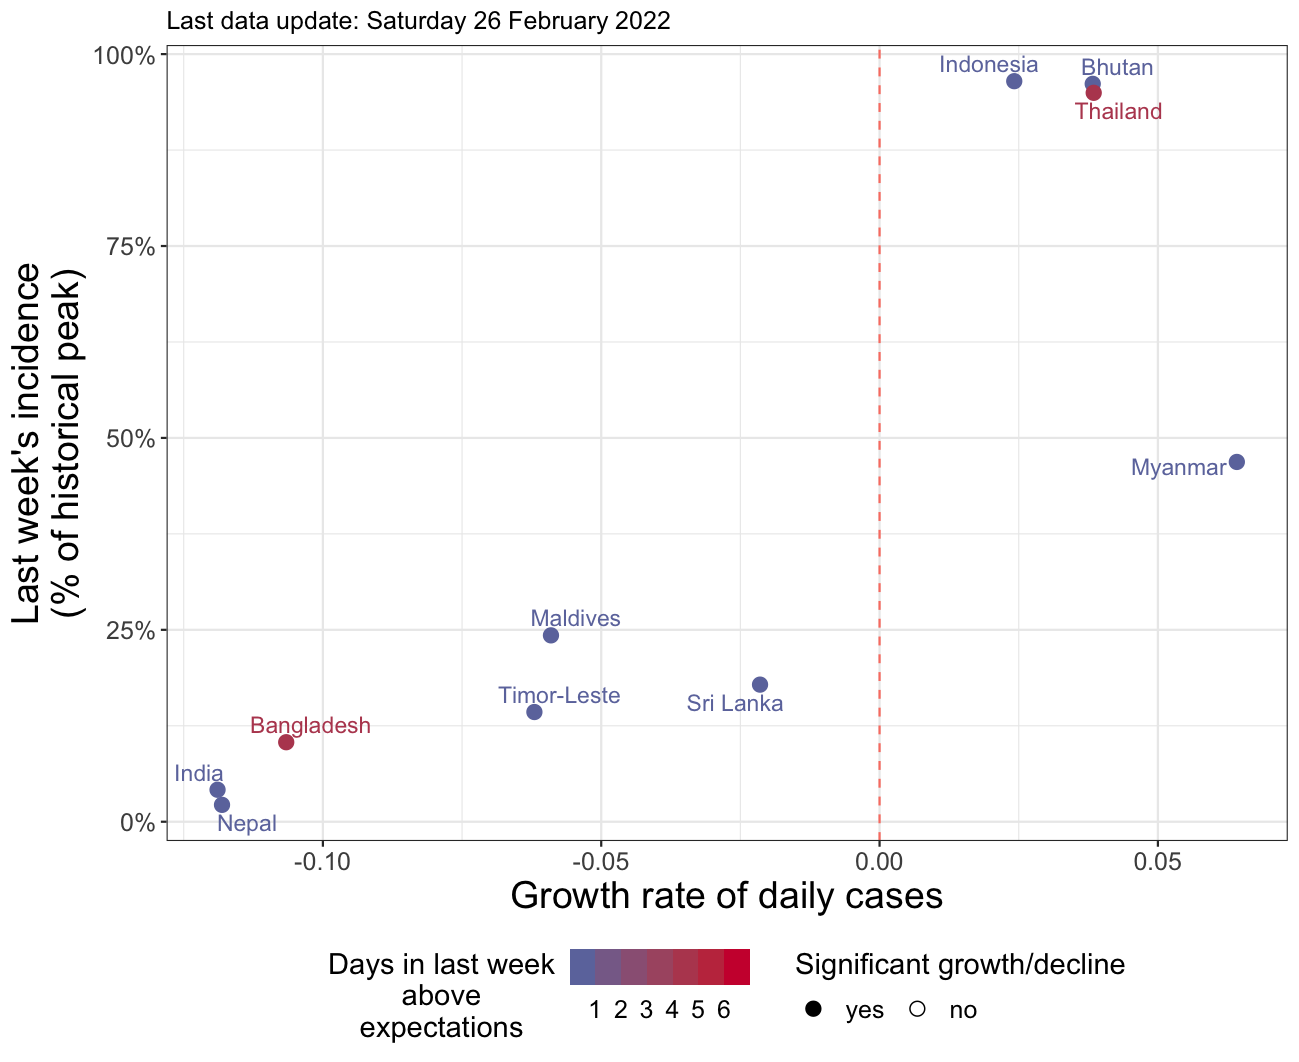 Last data update: Saturday 26 February 2022
Last week's incidence
(% of historical peak)
100%
75%
50%
25%
0%
Indonesia
Bhutan
Thailand
Myanmar
Maldives
Timor-Leste
Sri Lanka
Bangladesh
India
Nepal
-0.10
-0.05
0.00
0.05
Growth rate of daily cases
Days in last week
above
expectations
1 2 3 4 5 6
Significant growth/decline
yes no